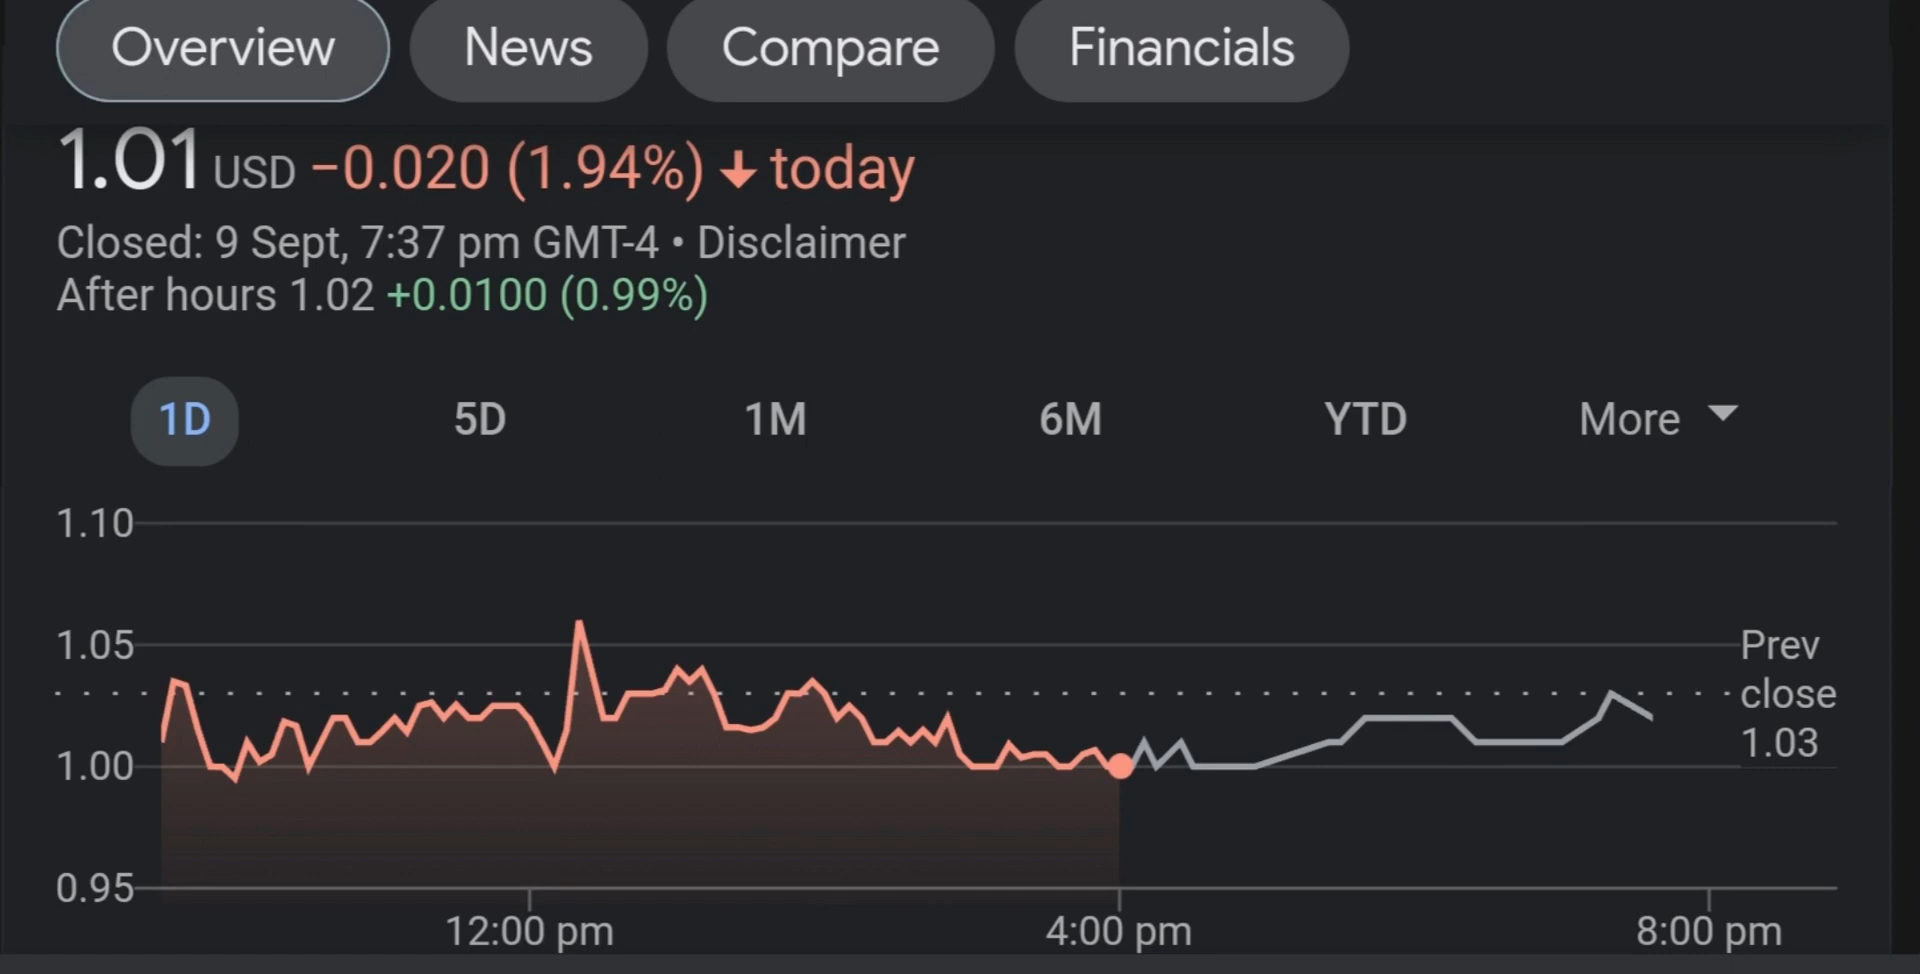 Overview News Compare Financials
1.01 USD −0.020 (1.94%) ↓ today
Closed: 9 Sept, 7:37 pm GMT-4 • Disclaimer
After hours 1.02 +0.0100 (0.99%)
1D 5D 1M 6M YTD More
1.10
1.05
1.00
0.95
Prev
close
1.03
12:00 pm 4:00 pm 8:00 pm